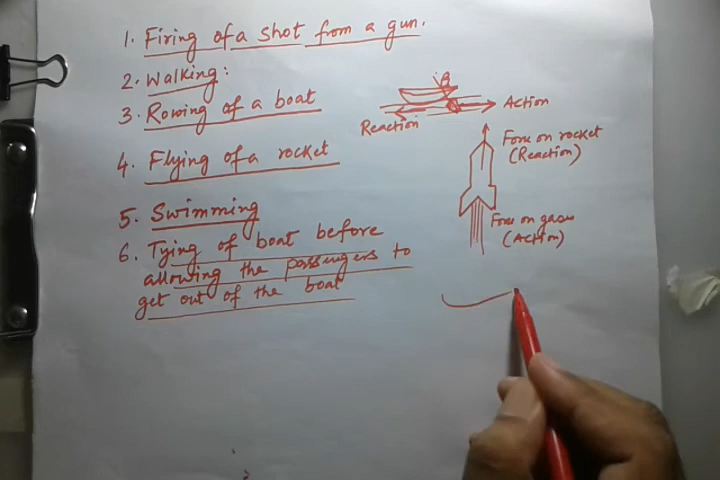 1. Firing of a shot from a gun.
2. Walking:
3. Rowing of a boat
Action
Reaction
4. Flying of a rocket
Force on rocket
(Reaction)
5. Swimming
Force on gases
(Action)
6. Tying of boat before
allowing the passengers to
get out of the boat